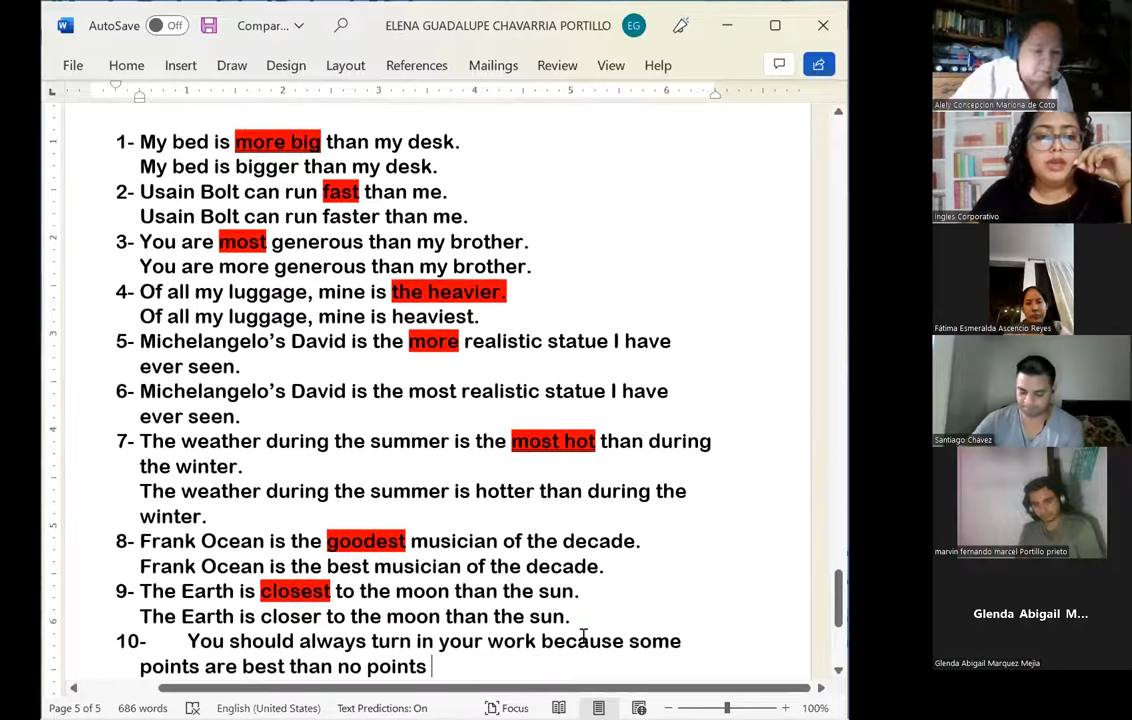 AutoSave Off Compar... ELENA GUADALUPE CHAVARRIA PORTILLO EG
File Home Insert Draw Design Layout References Mailings Review View Help
1 2 3 4 5 6
1- My bed is more big than my desk.
My bed is bigger than my desk.
2- Usain Bolt can run fast than me.
Usain Bolt can run faster than me.
3- You are most generous than my brother.
You are more generous than my brother.
4- Of all my luggage, mine is the heavier.
Of all my luggage, mine is heaviest.
5- Michelangelo’s David is the more realistic statue I have
ever seen.
6- Michelangelo’s David is the most realistic statue I have
ever seen.
7- The weather during the summer is the most hot than during
the winter.
The weather during the summer is hotter than during the
winter.
8- Frank Ocean is the goodest musician of the decade.
Frank Ocean is the best musician of the decade.
9- The Earth is closest to the moon than the sun.
The Earth is closer to the moon than the sun.
10- You should always turn in your work because some
points are best than no points
Page 5 of 5 686 words English (United States) Text Predictions: On Focus 100%
Alely Concepcion Mariona de Coto
Ingles Corporativo
Fátima Esmeralda Ascencio Reyes
Santiago Chávez
marvin fernando marcel Portillo prieto
Glenda Abigail M...
Glenda Abigail Marquez Mejia